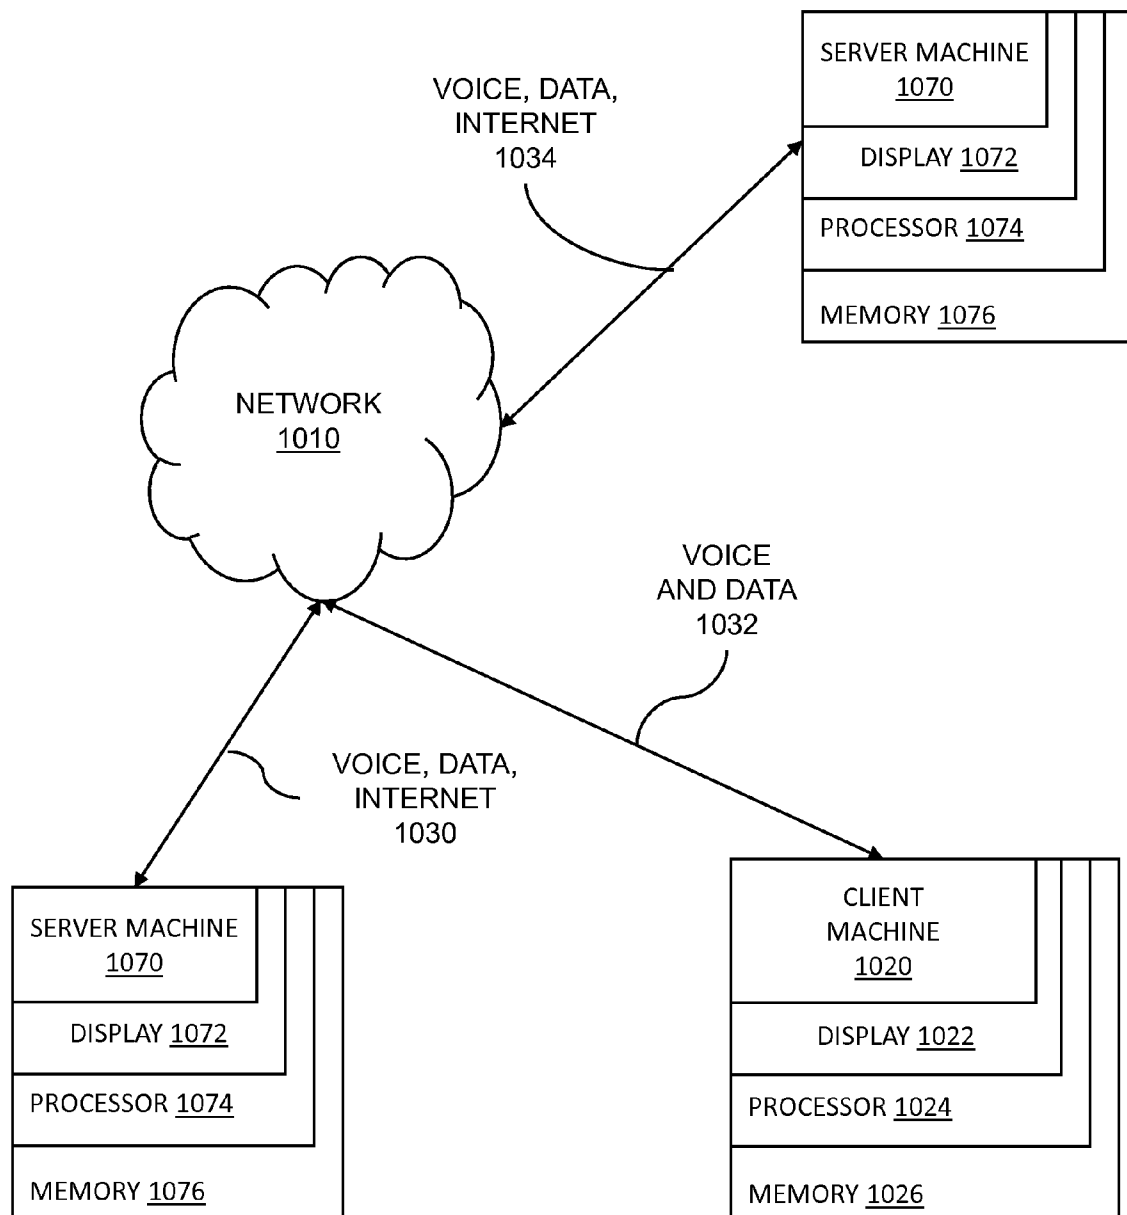 SERVER MACHINE
1070
DISPLAY 1072
PROCESSOR 1074
MEMORY 1076
VOICE, DATA,
INTERNET
1034
NETWORK
1010
VOICE
AND DATA
1032
VOICE, DATA,
INTERNET
1030
SERVER MACHINE
1070
DISPLAY 1072
PROCESSOR 1074
MEMORY 1076
CLIENT
MACHINE
1020
DISPLAY 1022
PROCESSOR 1024
MEMORY 1026